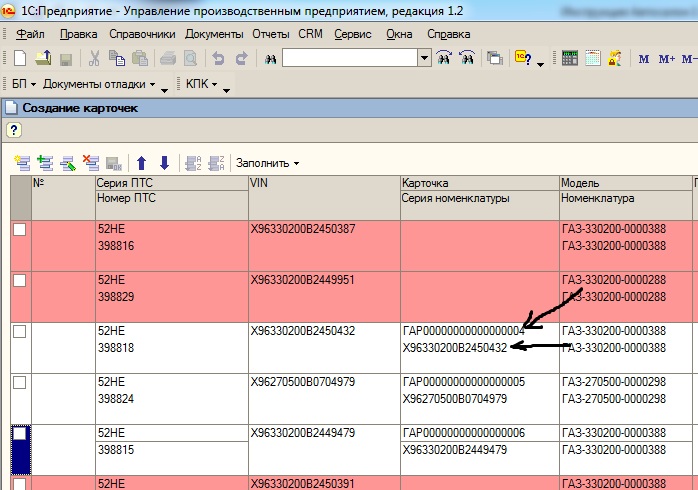 1С:Предприятие - Управление производственным предприятием, редакция 1.2
Файл Правка Справочники Документы Отчеты CRM Сервис Окна Справка
М М+ М-
БП Документы отладки КПК
Создание карточек
Заполнить
№ Серия ПТС VIN Карточка Модель
Номер ПТС Серия номенклатуры Номенклатура
52НЕ X96330200B2450387 ГАЗ-330200-0000388
398816 ГАЗ-330200-0000388
52НЕ X96330200B2449951 ГАЗ-330200-0000288
398829 ГАЗ-330200-0000288
52НЕ X96330200B2450432 ГАР0000000000000004 ГАЗ-330200-0000388
398818 X96330200B2450432 ГАЗ-330200-0000388
52НЕ X96270500B0704979 ГАР0000000000000005 ГАЗ-270500-0000298
398824 X96270500B0704979 ГАЗ-270500-0000298
52НЕ X96330200B2449479 ГАР0000000000000006 ГАЗ-330200-0000388
398815 X96330200B2449479 ГАЗ-330200-0000388
52НЕ X96330200B2450391 ГАЗ-330200-0000388